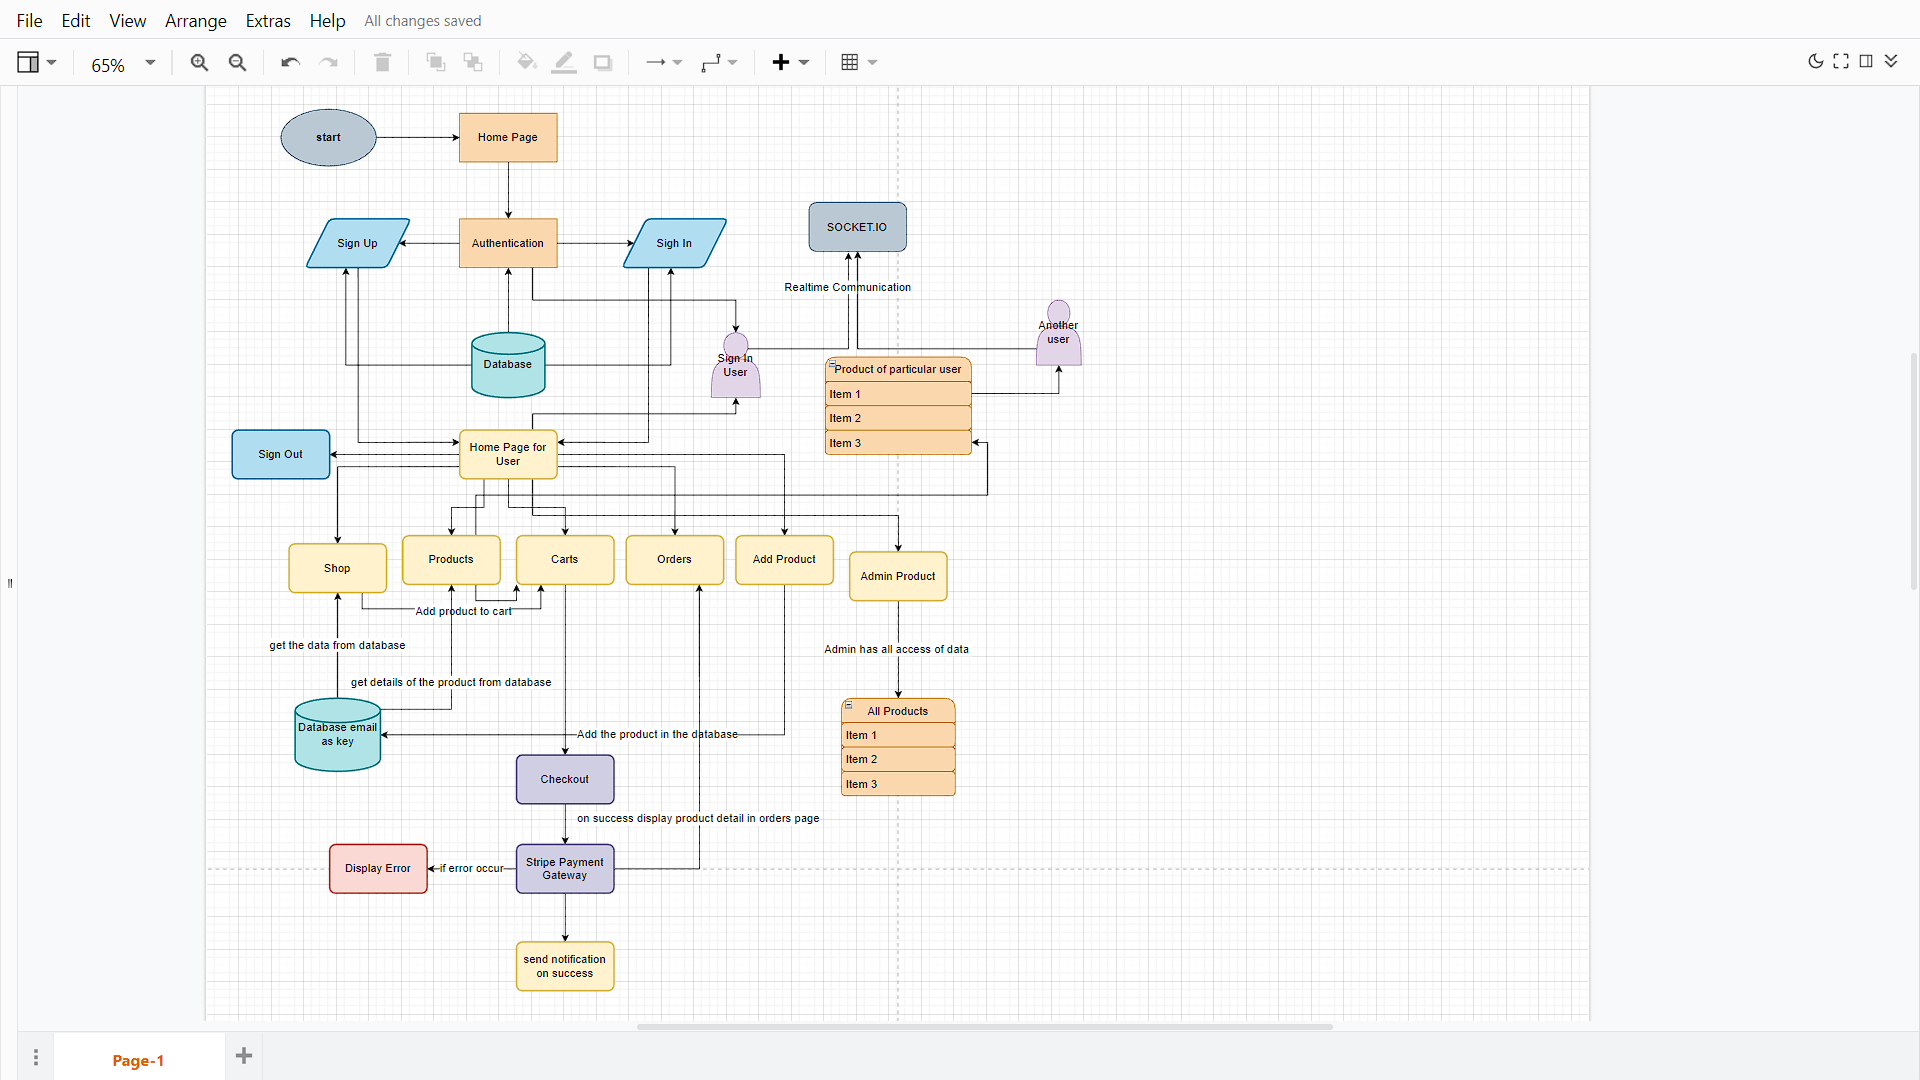 File Edit View Arrange Extras Help All changes saved
65%
start
Home Page
SOCKET.IO
Sign Up
Authentication
Sigh In
Realtime Communication
Another
user
Database
Sign In
User
Product of particular user
Item 1
Item 2
Item 3
Sign Out
Home Page for
User
Shop
Products
Carts
Orders
Add Product
Admin Product
Add product to cart
get the data from database
Admin has all access of data
get details of the product from database
Database email
as key
Add the product in the database
All Products
Item 1
Item 2
Item 3
Checkout
on success display product detail in orders page
Display Error
if error occur
Stripe Payment
Gateway
send notification
on success
Page-1